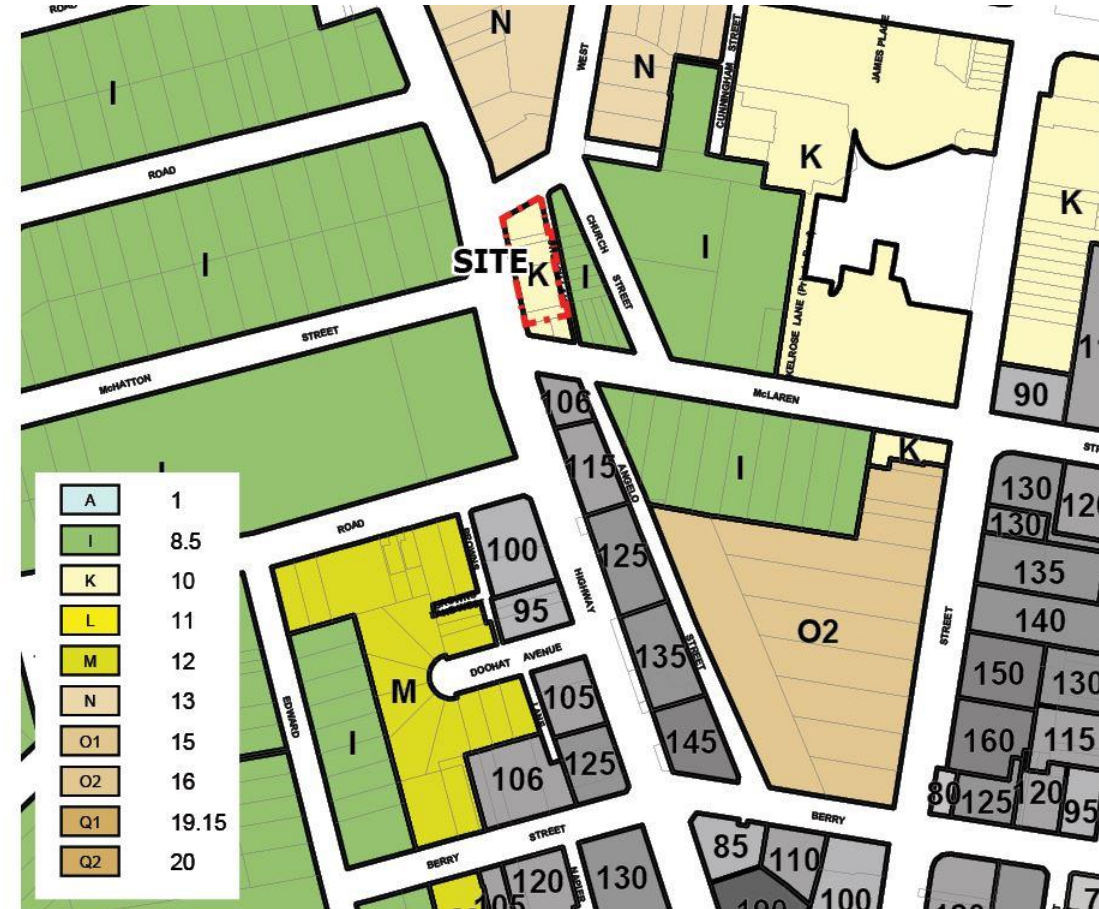 ROAD
N
WEST
N
CUNNINGHAM STREET
JAMES PLACE
I
K
K
ROAD
I
SITE
K
I
CHURCH STREET
I
STREET
McHATTON
McLAREN
90
106
115
ANGELO
I
K
130
130
135
140
150
130
160
115
80
125
120
95
A 1
I 8.5
K 10
L 11
M 12
N 13
O1 15
O2 16
Q1 19.15
Q2 20
ROAD
100
95
HIGHWAY
125
135
STREET
145
O2
STREET
DOOHAT AVENUE
LANE
105
125
106
M
I
EDWARD
BERRY STREET
BERRY
85
110
100
120
130
105